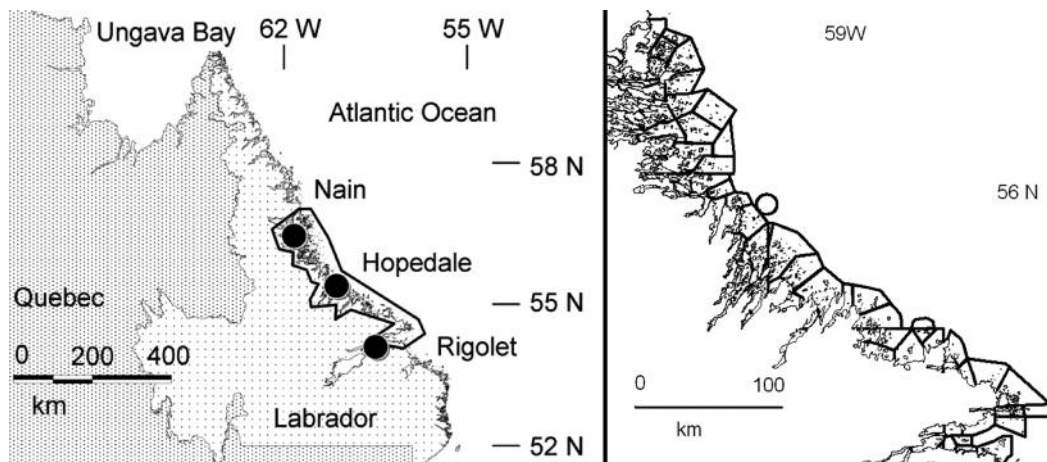 Ungava Bay
62 W
55 W
Atlantic Ocean
58 N
Nain
Hopedale
Quebec
55 N
Rigolet
0 200 400
km
Labrador
52 N
59W
56 N
0 100
km